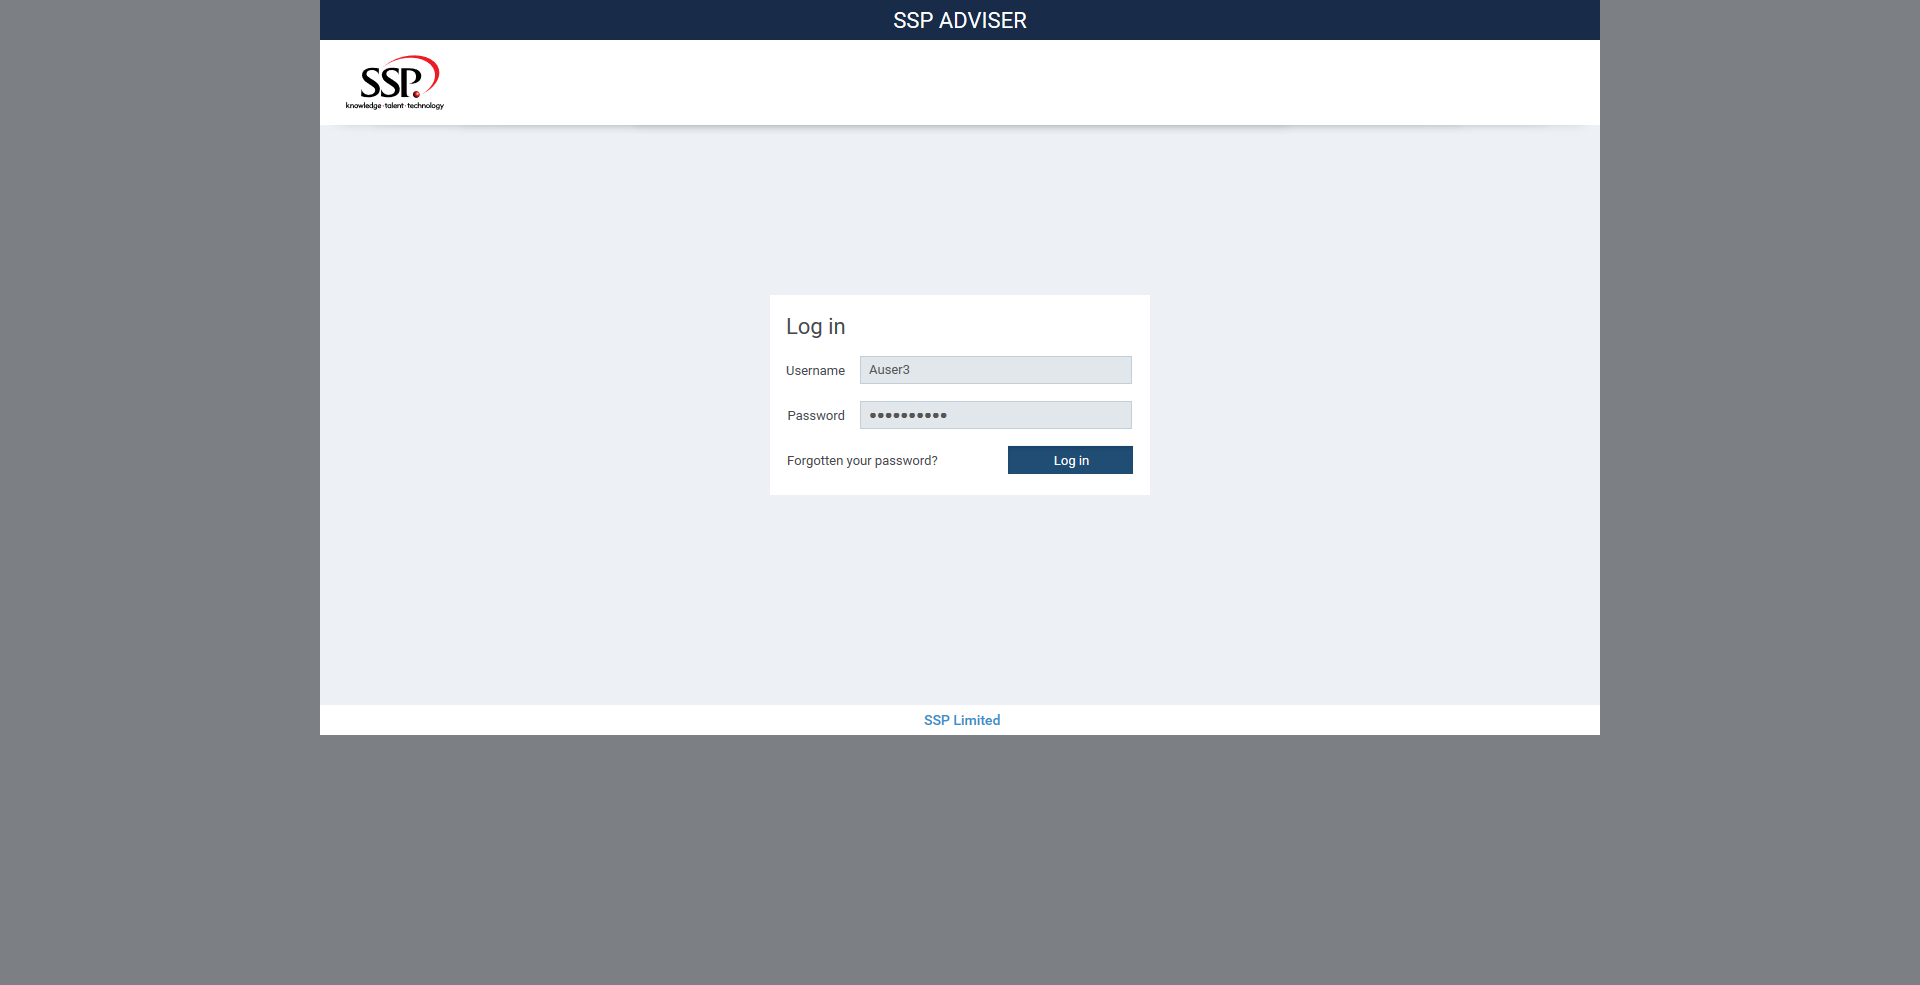 SSP ADVISER
SSP.
knowledge·talent·technology
Log in
Username Auser3
Password ••••••••••
Forgotten your password? Log in
SSP Limited